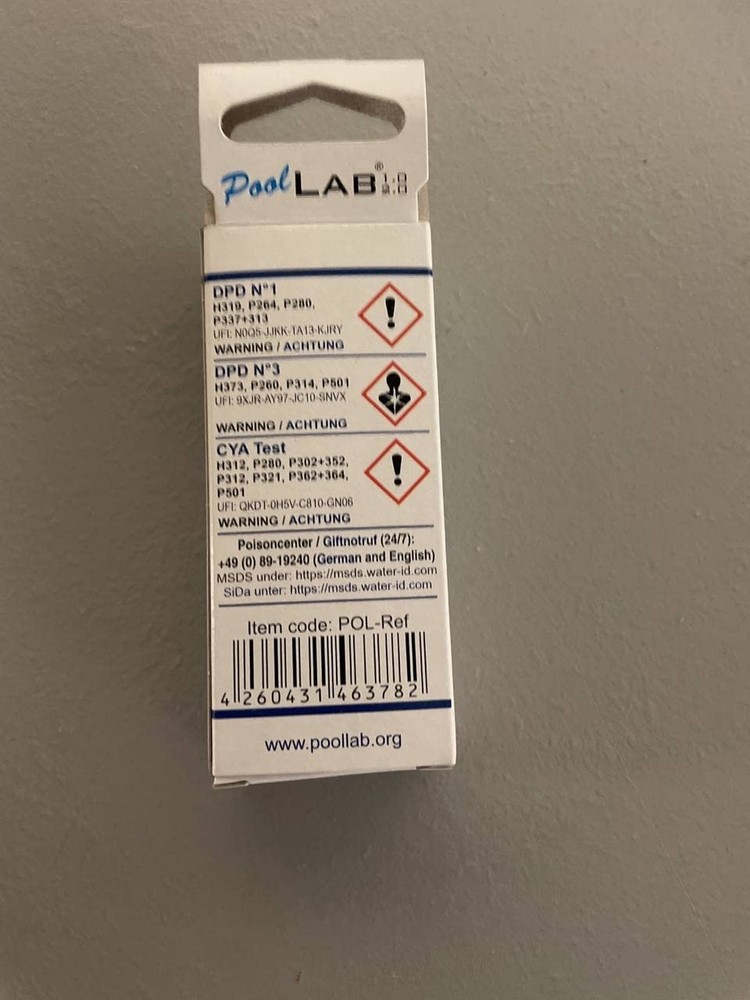 PoolLAB® 1.0
2.0
DPD N°1
H319, P264, P280,
P337+313
UFI: N0Q5-JJKK-TA13-KJRY
WARNING / ACHTUNG
DPD N°3
H373, P260, P314, P501
UFI: 9XJR-AY97-JC10-SNVX
WARNING / ACHTUNG
CYA Test
H312, P280, P302+352,
P312, P321, P362+364,
P501
UFI: QKDT-0H5V-C810-GN06
WARNING / ACHTUNG
Poisoncenter / Giftnotruf (24/7):
+49 (0) 89-19240 (German and English)
MSDS under: https://msds.water-id.com
SiDa unter: https://msds.water-id.com
Item code: POL-Ref
4 260431 463782
www.poollab.org